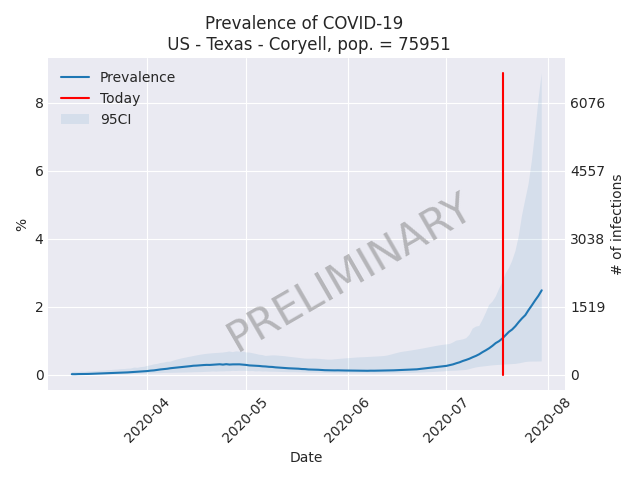 Prevalence of COVID-19
US - Texas - Coryell, pop. = 75951
Prevalence
Today
95CI
8
6
4
2
0
%
6076
4557
3038
1519
0
# of infections
PRELIMINARY
2020-04
2020-05
2020-06
2020-07
2020-08
Date